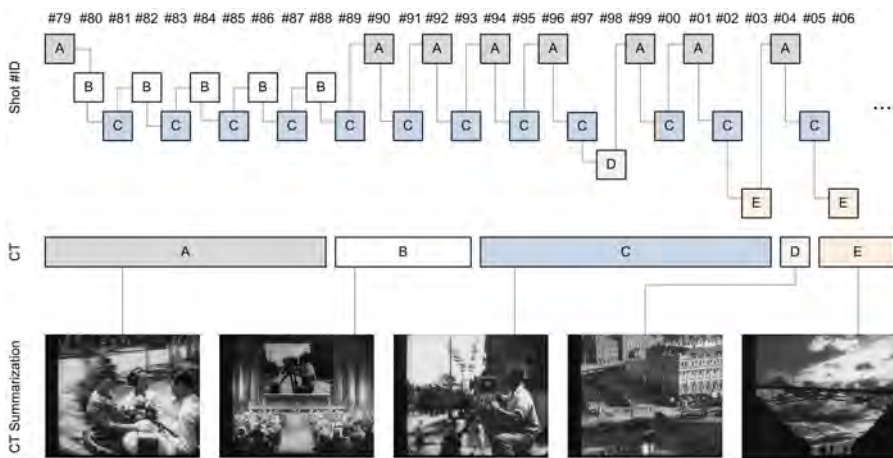 #79 #80 #81 #82 #83 #84 #85 #86 #87 #88 #89 #90 #91 #92 #93 #94 #95 #96 #97 #98 #99 #00 #01 #02 #03 #04 #05 #06
Shot #ID
A A A A A A A A
B B B B B
C C C C C C C C C C C C
...
D
E E
CT
A B C D E
CT Summarization